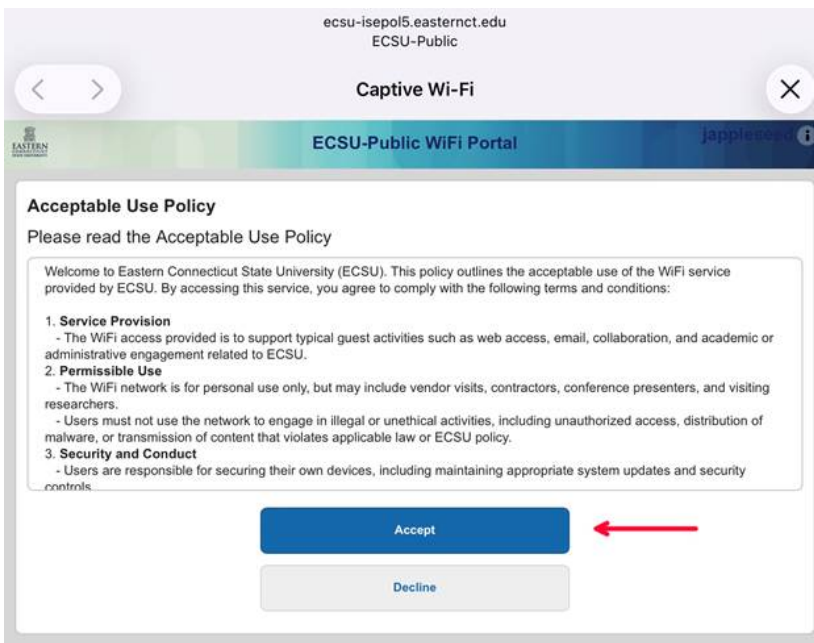 ecsu-isepol5.easternct.edu
ECSU-Public
Captive Wi-Fi
EASTERN
ECSU-Public WiFi Portal
jappleseed
Acceptable Use Policy
Please read the Acceptable Use Policy
Welcome to Eastern Connecticut State University (ECSU). This policy outlines the acceptable use of the WiFi service
provided by ECSU. By accessing this service, you agree to comply with the following terms and conditions:
1. Service Provision
- The WiFi access provided is to support typical guest activities such as web access, email, collaboration, and academic or
administrative engagement related to ECSU.
2. Permissible Use
- The WiFi network is for personal use only, but may include vendor visits, contractors, conference presenters, and visiting
researchers.
- Users must not use the network to engage in illegal or unethical activities, including unauthorized access, distribution of
malware, or transmission of content that violates applicable law or ECSU policy.
3. Security and Conduct
- Users are responsible for securing their own devices, including maintaining appropriate system updates and security
controls.
Accept
Decline